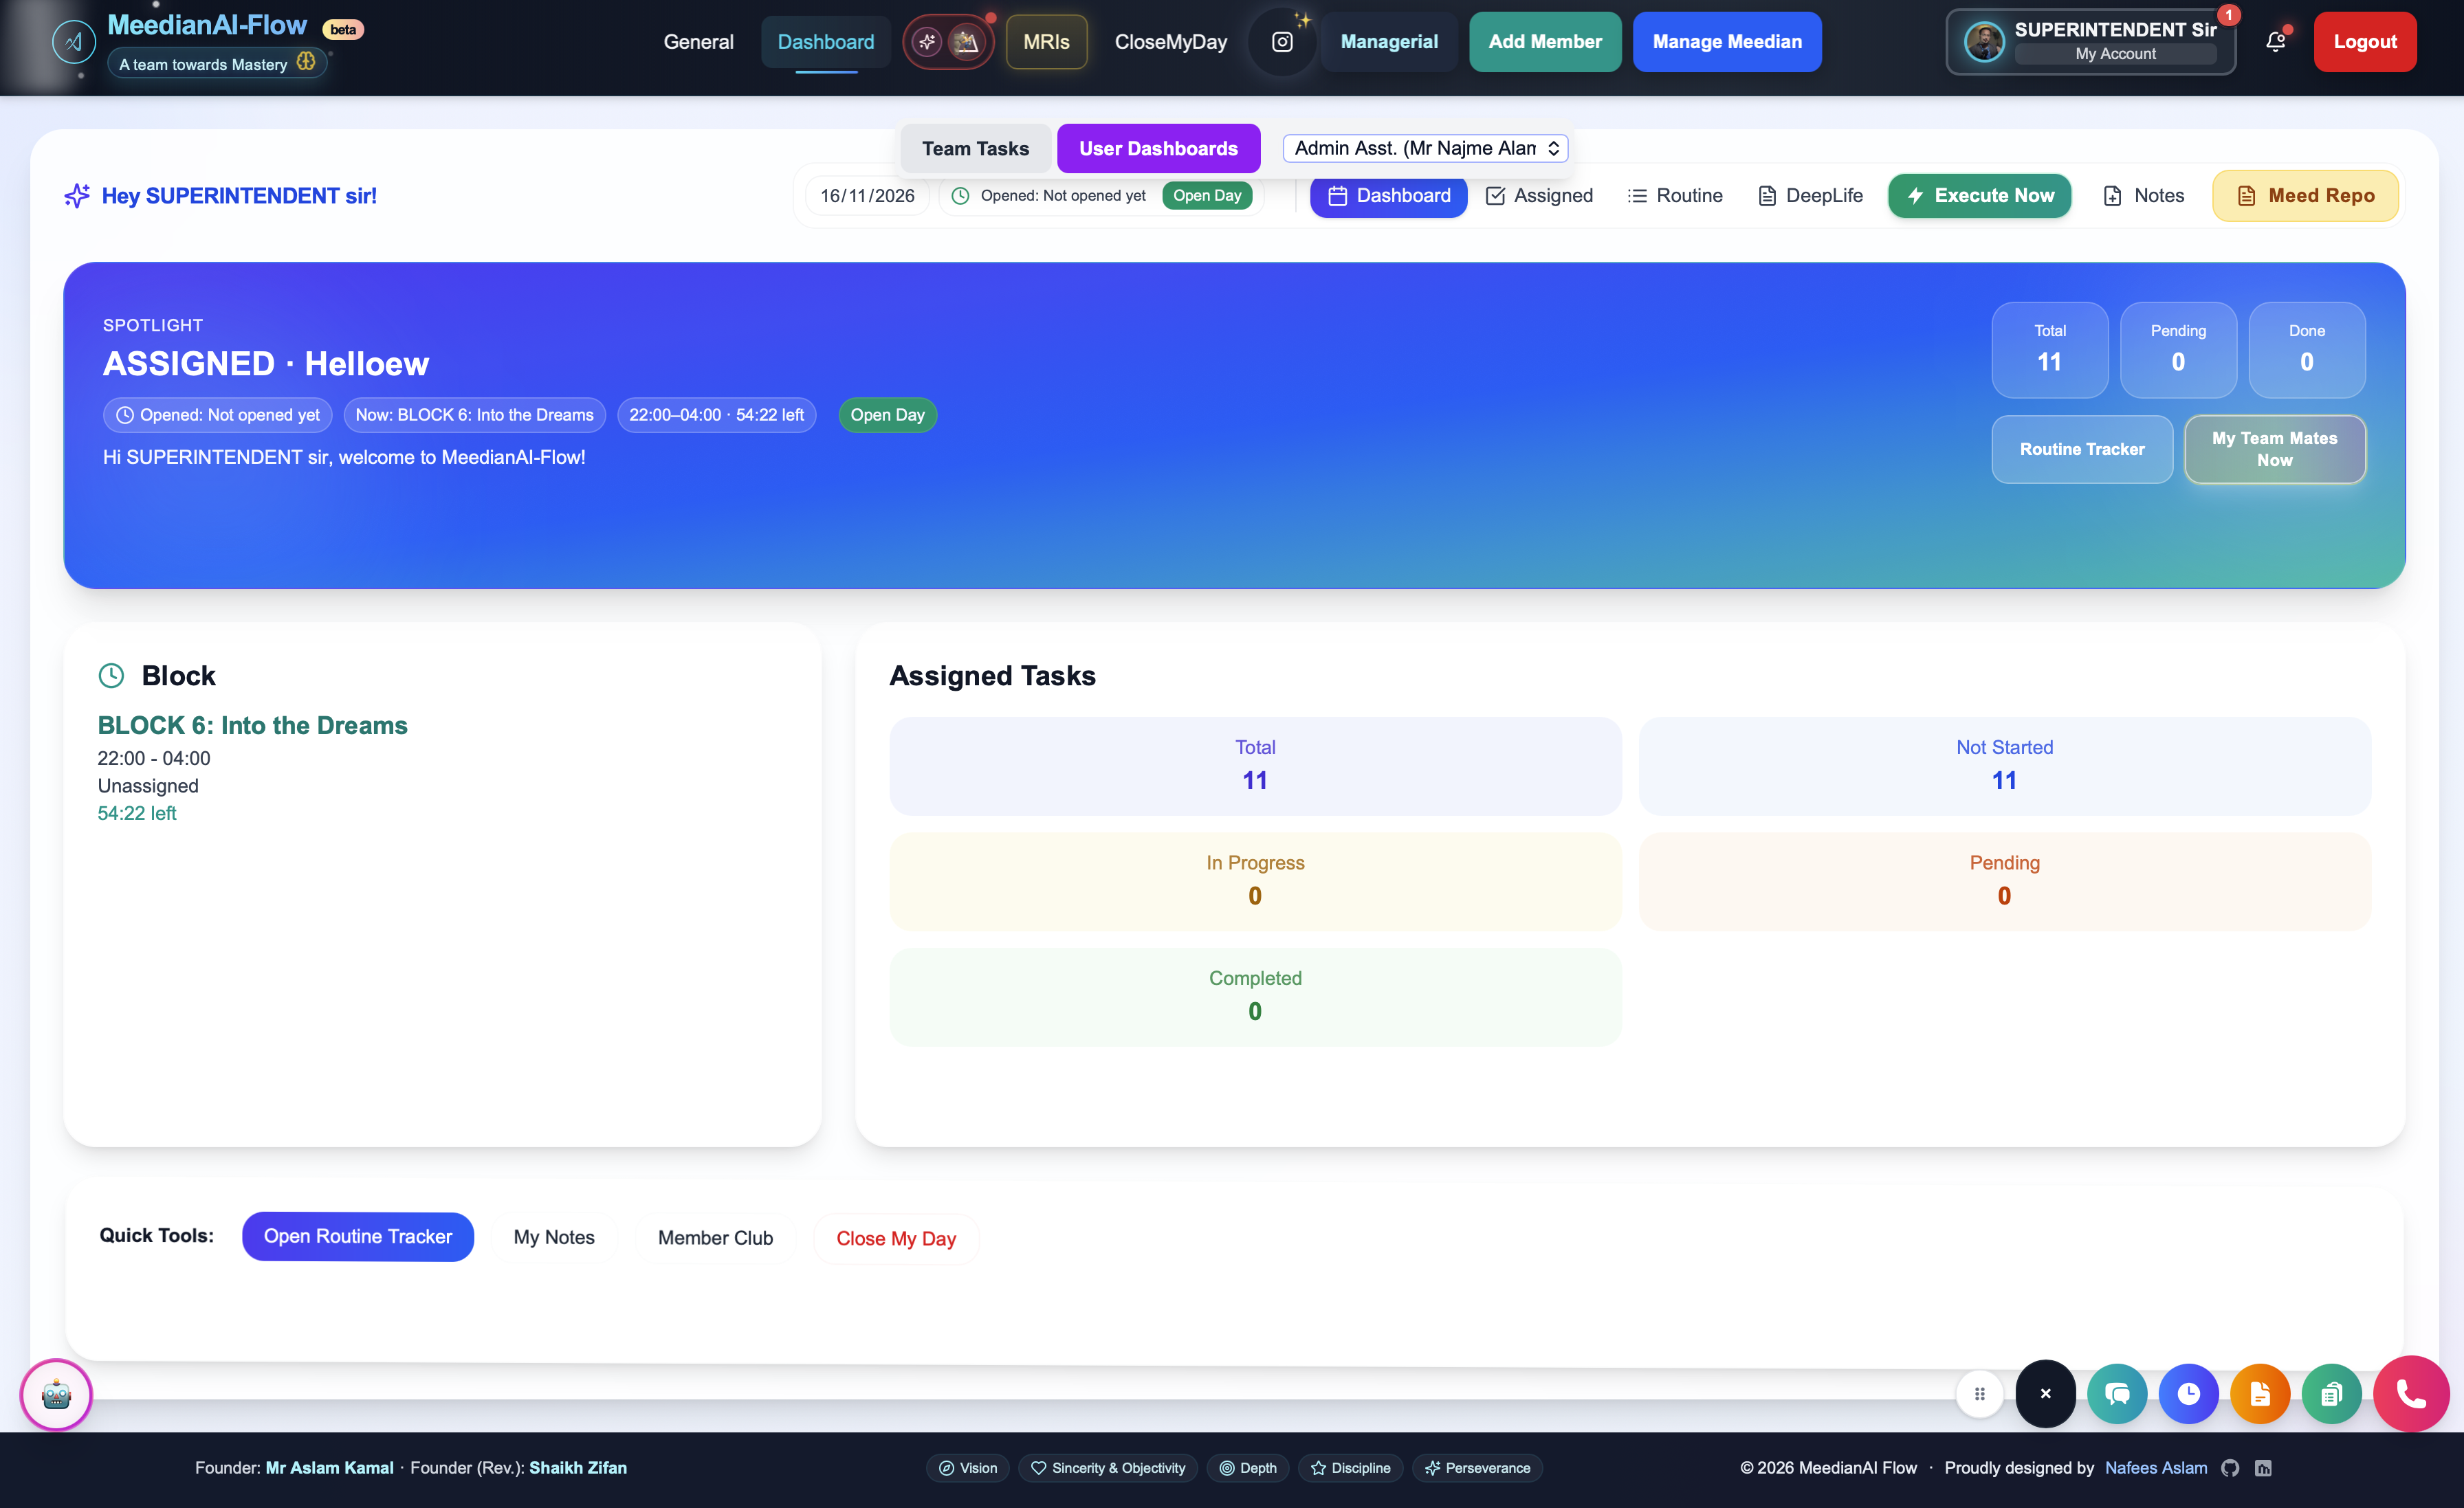 MeedianAI-Flow beta
A team towards Mastery
General
Dashboard
MRIs
CloseMyDay
Managerial
Add Member
Manage Meedian
SUPERINTENDENT Sir
My Account
1
Logout
Team Tasks
User Dashboards
Admin Asst. (Mr Najme Alam
Hey SUPERINTENDENT sir!
16/11/2026
Opened: Not opened yet
Open Day
Dashboard
Assigned
Routine
DeepLife
Execute Now
Notes
Meed Repo
SPOTLIGHT
ASSIGNED · Helloew
Opened: Not opened yet
Now: BLOCK 6: Into the Dreams
22:00–04:00 · 54:22 left
Open Day
Hi SUPERINTENDENT sir, welcome to MeedianAI-Flow!
Total
11
Pending
0
Done
0
Routine Tracker
My Team Mates
Now
Block
BLOCK 6: Into the Dreams
22:00 - 04:00
Unassigned
54:22 left
Assigned Tasks
Total
11
Not Started
11
In Progress
0
Pending
0
Completed
0
Quick Tools:
Open Routine Tracker
My Notes
Member Club
Close My Day
Founder: Mr Aslam Kamal · Founder (Rev.): Shaikh Zifan
Vision
Sincerity & Objectivity
Depth
Discipline
Perseverance
© 2026 MeedianAI Flow · Proudly designed by Nafees Aslam